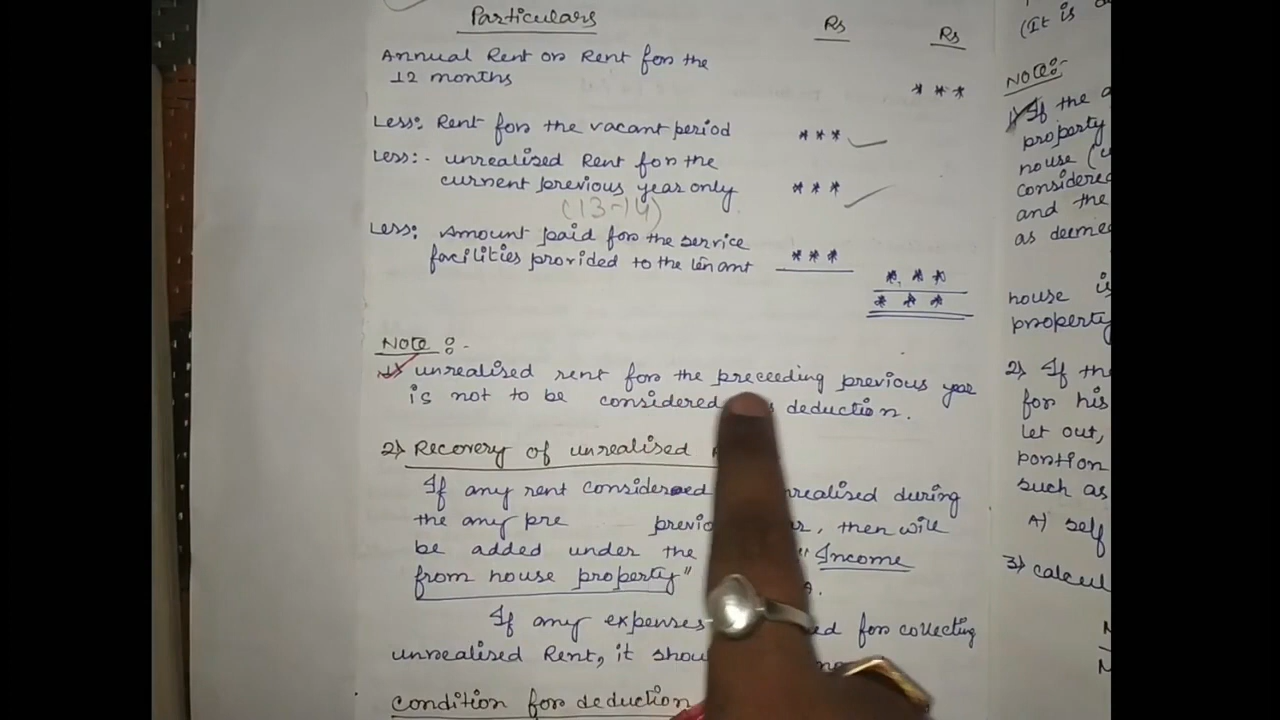 Particulars Rs Rs
Annual Rent or Rent for the
12 months ***
Less: Rent for the vacant period ***
Less:- unrealised Rent for the
current previous year only ***
(13-14)
Less: Amount paid for the service
facilities provided to the tenant ***
***
***
Note:-
1) unrealised rent for the preceeding previous year
is not to be considered deduction.
2) Recovery of unrealised
If any rent considered unrealised during
the any pre previo , then will
be added under the "Income
from house property"
If any expenses for collecting
unrealised Rent, it
condition for deduction
(It is
NOTE:-
1) If the
property
house
considered
and the
as deeme
house is
property
2) If the
for his
let out,
portion
such as
A) self
3) calcul